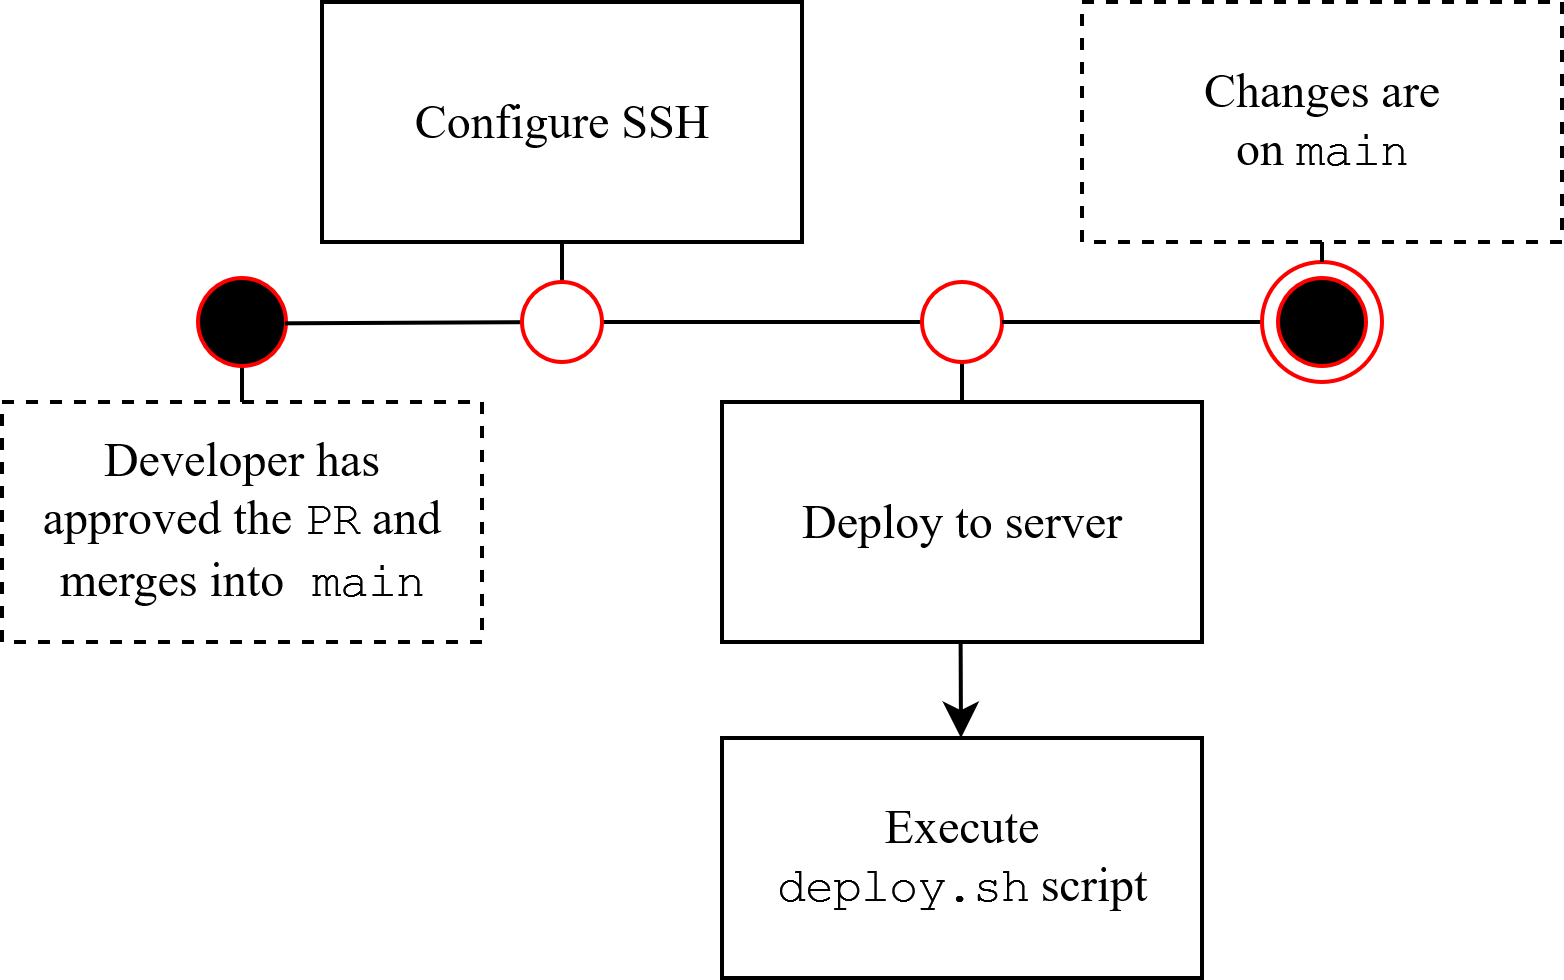 Configure SSH
Changes are
on main
Developer has
approved the PR and
merges into main
Deploy to server
Execute
deploy.sh script